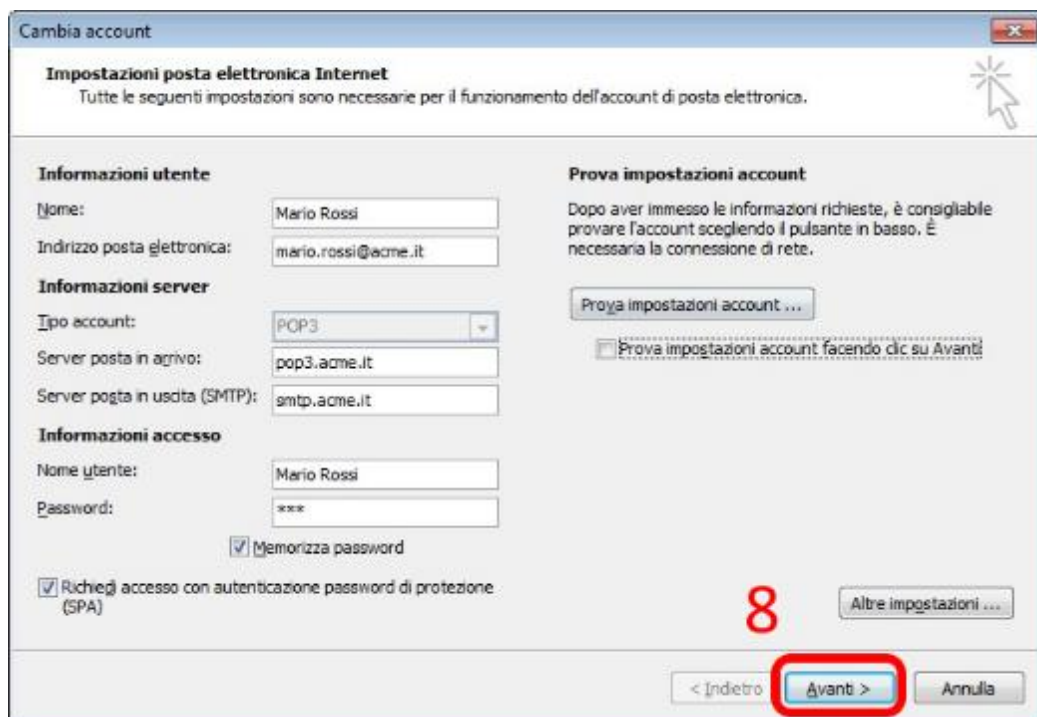 Cambia account
Impostazioni posta elettronica Internet
Tutte le seguenti impostazioni sono necessarie per il funzionamento dell'account di posta elettronica.
Informazioni utente
Nome:
Mario Rossi
Indirizzo posta elettronica:
mario.rossi@acme.it
Informazioni server
Tipo account:
POP3
Server posta in arrivo:
pop3.acme.it
Server posta in uscita (SMTP):
smtp.acme.it
Informazioni accesso
Nome utente:
Mario Rossi
Password:
***
Memorizza password
Richiedi accesso con autenticazione password di protezione
(SPA)
Prova impostazioni account
Dopo aver immesso le informazioni richieste, è consigliabile
provare l'account scegliendo il pulsante in basso. È
necessaria la connessione di rete.
Prova impostazioni account ...
Prova impostazioni account facendo clic su Avanti
Altre impostazioni ...
8
< Indietro
Avanti >
Annulla